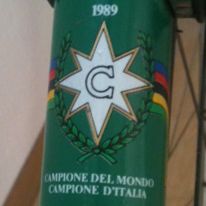 1989
C
CAMPIONE DEL MONDO
CAMPIONE D'ITALIA